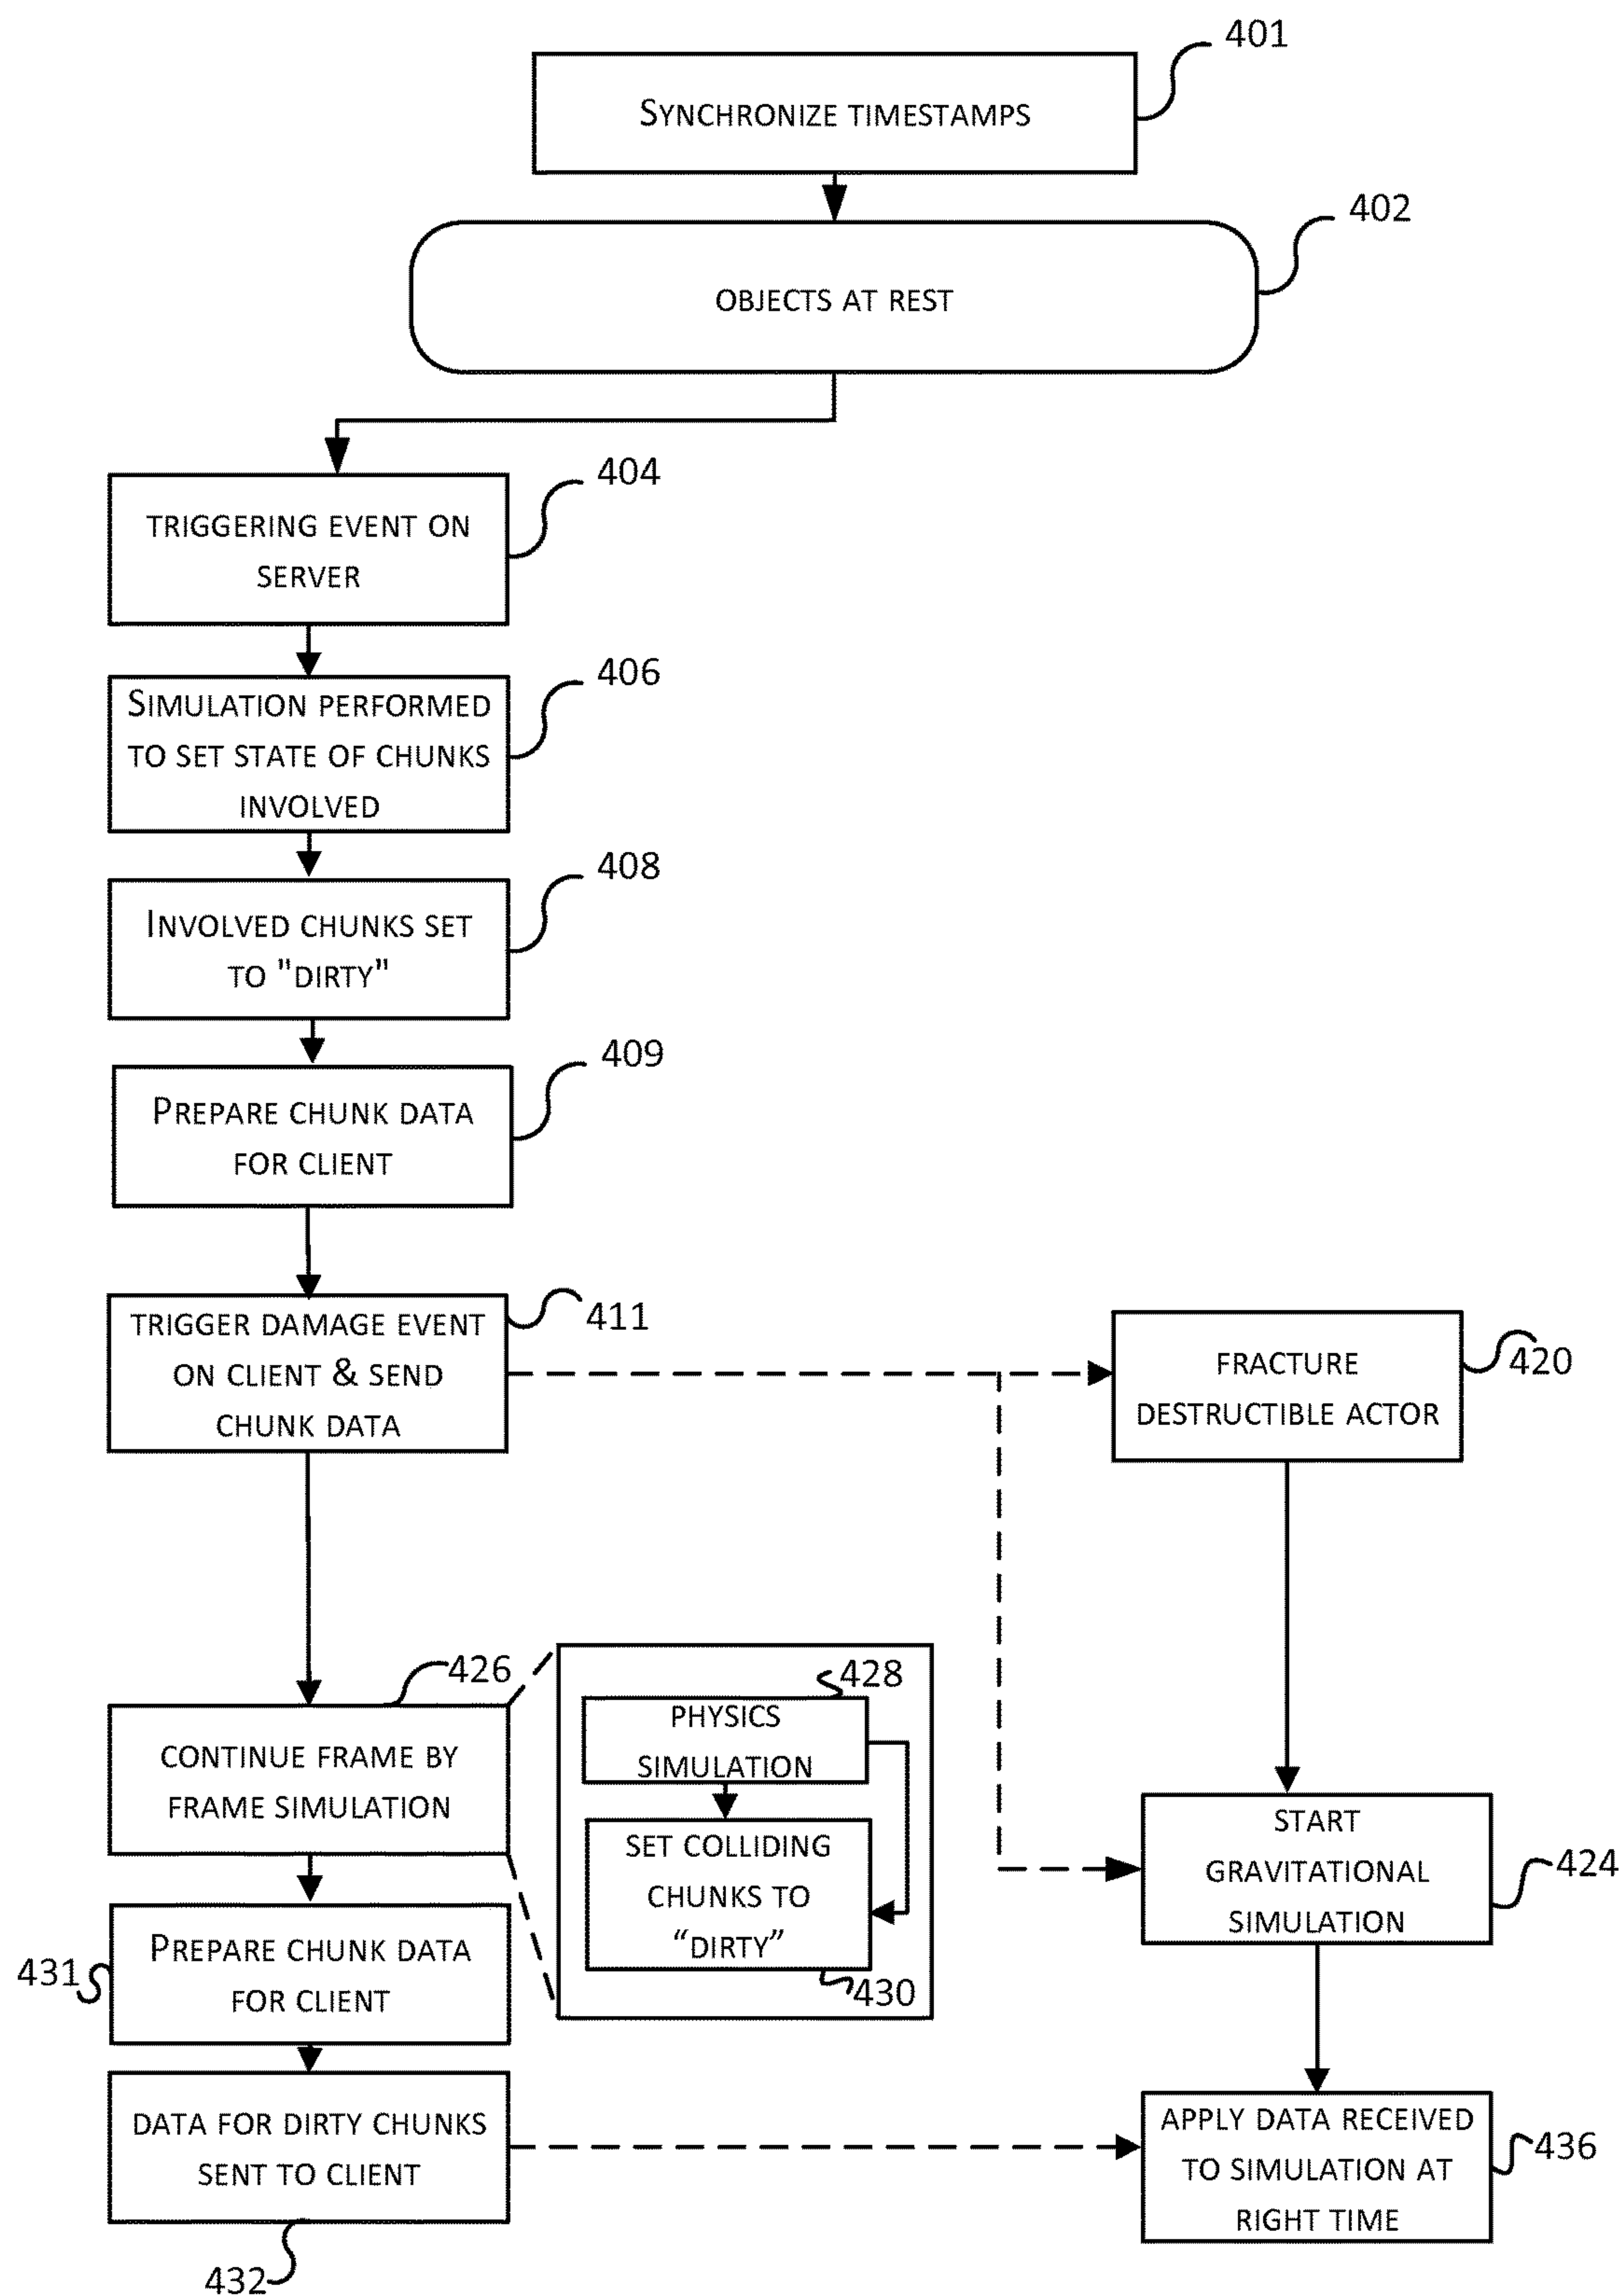 401
SYNCHRONIZE TIMESTAMPS
402
OBJECTS AT REST
404
TRIGGERING EVENT ON
SERVER
406
SIMULATION PERFORMED
TO SET STATE OF CHUNKS
INVOLVED
408
INVOLVED CHUNKS SET
TO "DIRTY"
409
PREPARE CHUNK DATA
FOR CLIENT
411
TRIGGER DAMAGE EVENT
ON CLIENT & SEND
CHUNK DATA
420
FRACTURE
DESTRUCTIBLE ACTOR
426
CONTINUE FRAME BY
FRAME SIMULATION
428
PHYSICS
SIMULATION
SET COLLIDING
CHUNKS TO
“DIRTY”
430
START
GRAVITATIONAL
SIMULATION
424
431
PREPARE CHUNK DATA
FOR CLIENT
DATA FOR DIRTY CHUNKS
SENT TO CLIENT
432
APPLY DATA RECEIVED
TO SIMULATION AT
RIGHT TIME
436